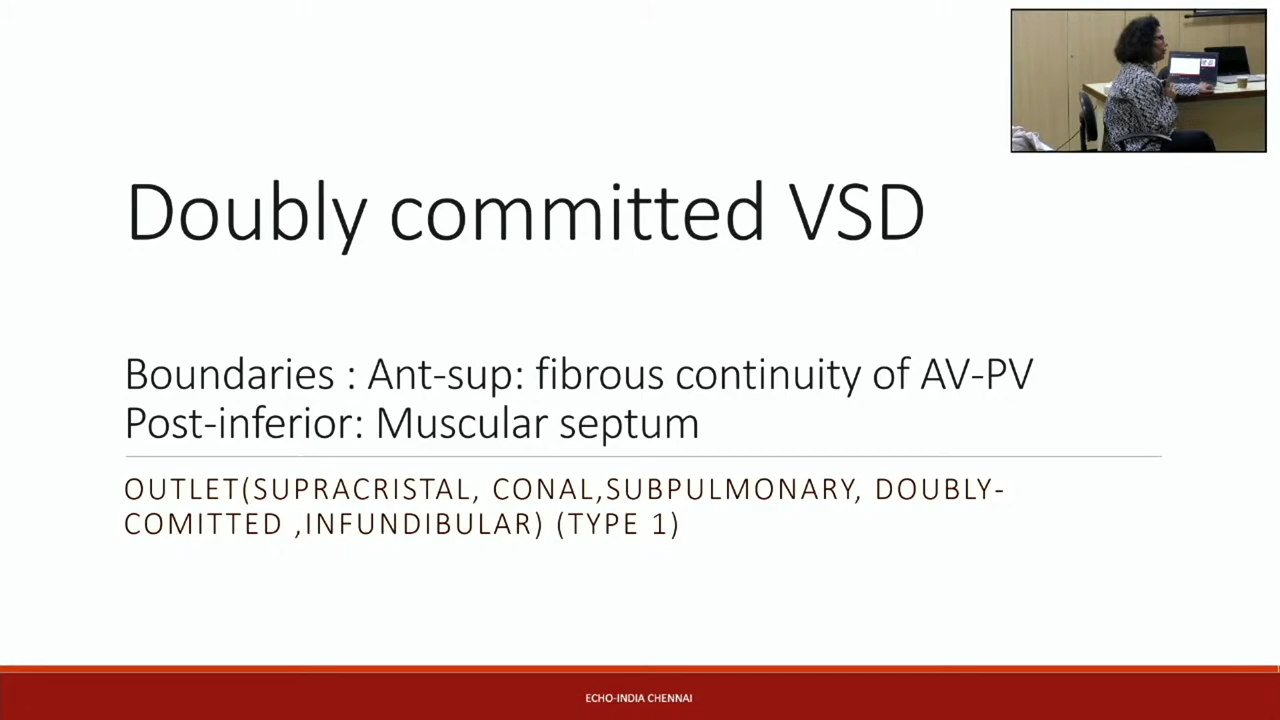 Doubly committed VSD
Boundaries : Ant-sup: fibrous continuity of AV-PV
Post-inferior: Muscular septum
OUTLET(SUPRACRISTAL, CONAL,SUBPULMONARY, DOUBLY-
COMITTED ,INFUNDIBULAR) (TYPE 1)
ECHO-INDIA CHENNAI